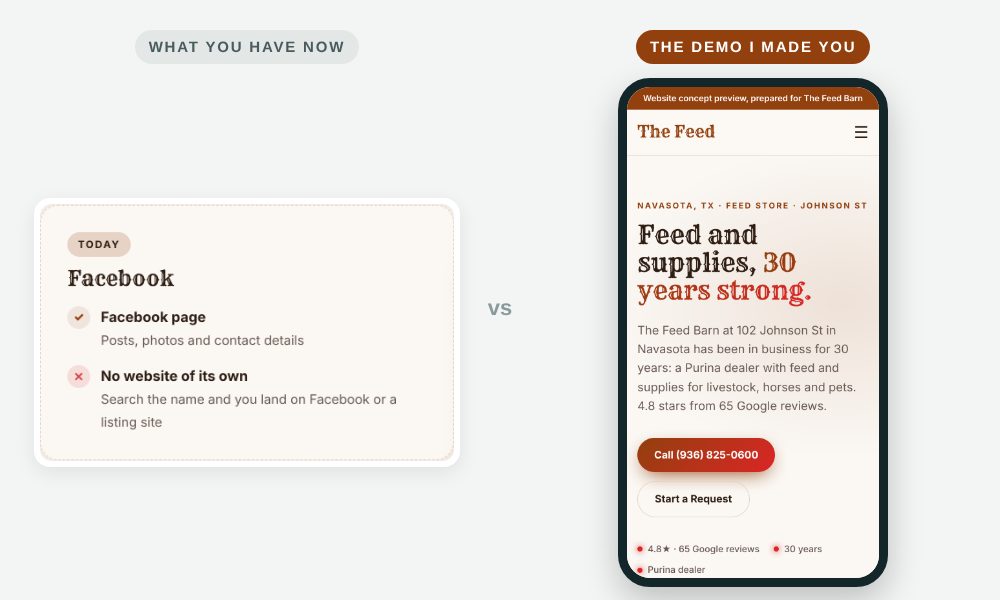 WHAT YOU HAVE NOW
TODAY
Facebook
Facebook page
Posts, photos and contact details
No website of its own
Search the name and you land on Facebook or a
listing site
vs
THE DEMO I MADE YOU
Website concept preview, prepared for The Feed Barn
The Feed
NAVASOTA, TX · FEED STORE · JOHNSON ST
Feed and
supplies, 30
years strong.
The Feed Barn at 102 Johnson St in
Navasota has been in business for 30
years: a Purina dealer with feed and
supplies for livestock, horses and pets.
4.8 stars from 65 Google reviews.
Call (936) 825-0600
Start a Request
4.8★ · 65 Google reviews
30 years
Purina dealer